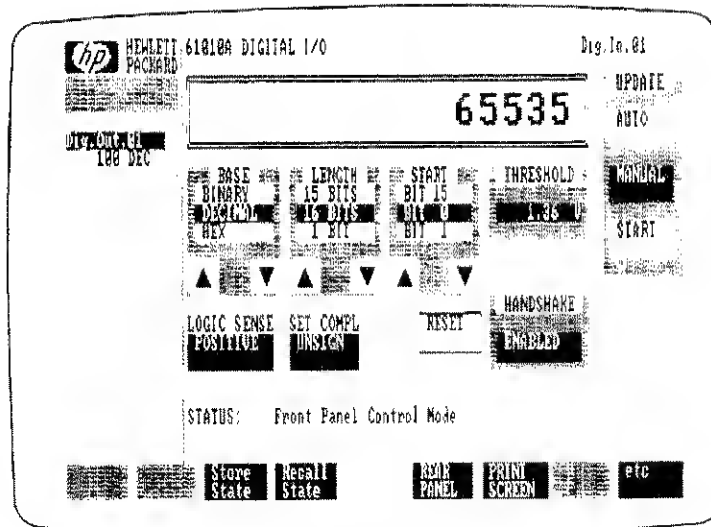 hp HEWLETT PACKARD
61010A DIGITAL I/O
Dig.In.01
65535
Dig.Out.01
100 DEC
BASE
BINARY
DECIMAL
HEX
LENGTH
15 BITS
16 BITS
1 BIT
START
BIT 15
BIT 0
BIT 1
THRESHOLD
V
UPDATE
AUTO
MANUAL
START
LOGIC SENSE
POSITIVE
SET COMPL
UNSIGN
RESET
HANDSHAKE
ENABLED
STATUS: Front Panel Control Mode
Store State
Recall State
REAR PANEL
PRINT SCREEN
etc